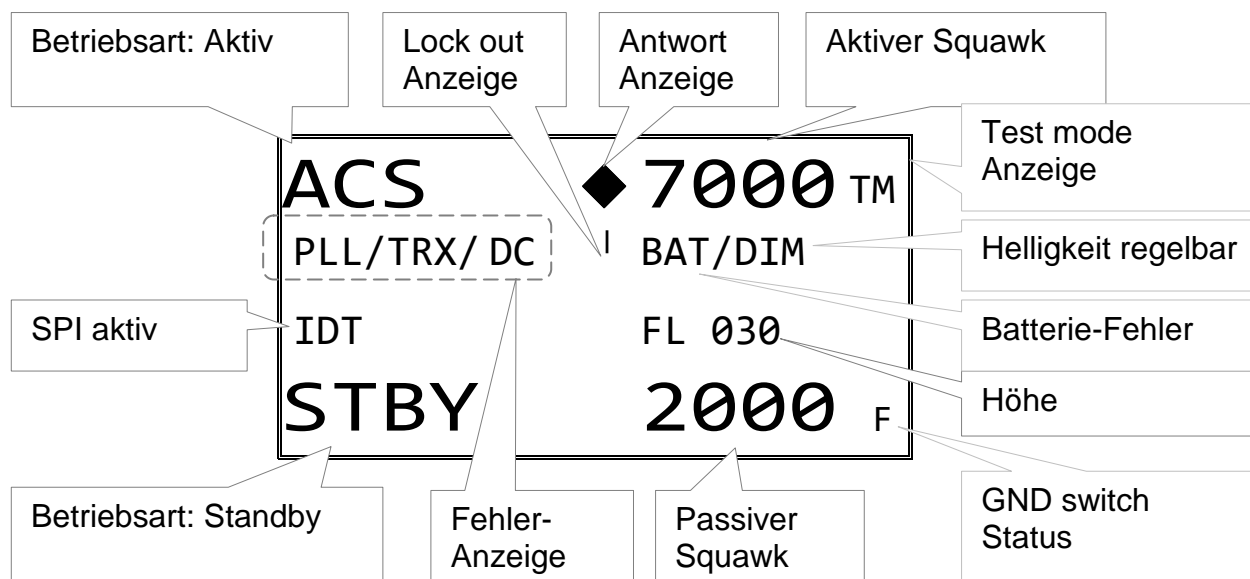 Betriebsart: Aktiv
Lock out
Anzeige
Antwort
Anzeige
Aktiver Squawk
Test mode
Anzeige
ACS
◆ 7000 TM
PLL/TRX/ DC
I
BAT/DIM
Helligkeit regelbar
SPI aktiv
IDT
FL 030
Batterie-Fehler
Höhe
STBY
2000 F
Betriebsart: Standby
Fehler-
Anzeige
Passiver
Squawk
GND switch
Status